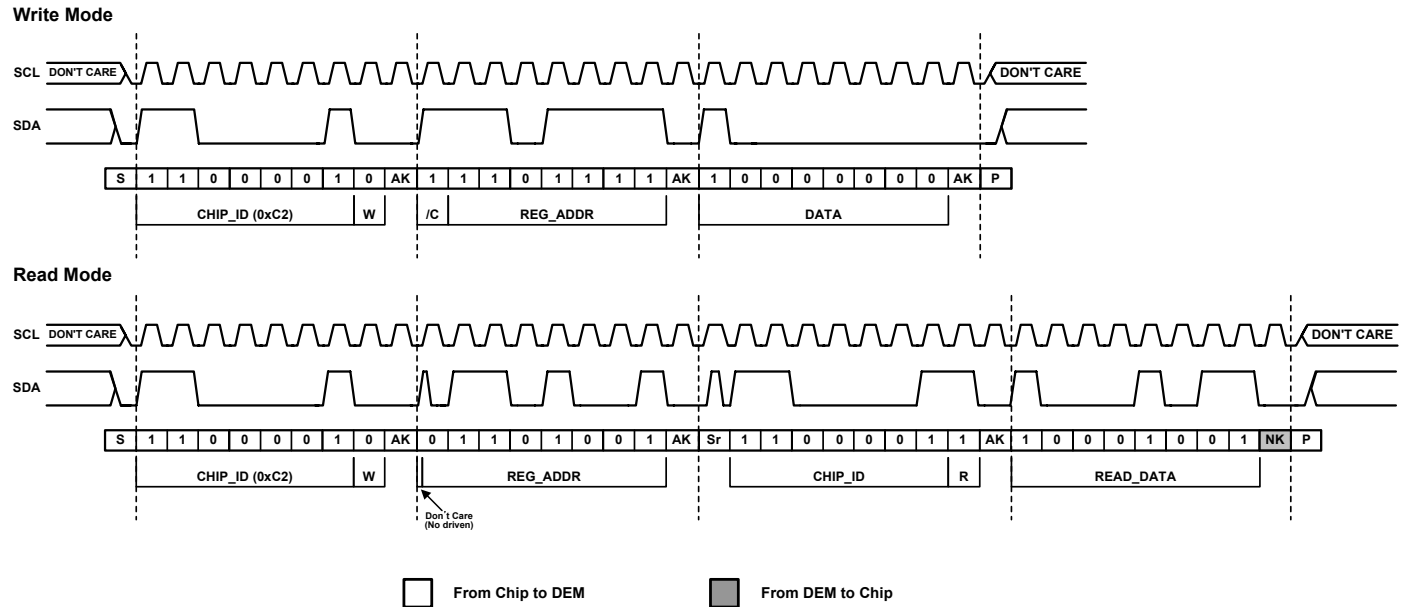 Write Mode
SCL DON'T CARE DON'T CARE
SDA
S 1 1 0 0 0 0 1 0 AK 1 1 1 0 1 1 1 1 AK 1 0 0 0 0 0 0 0 AK P
CHIP_ID (0xC2) W /C REG_ADDR DATA
Read Mode
SCL DON'T CARE DON'T CARE
SDA
S 1 1 0 0 0 0 1 0 AK 0 1 1 0 1 0 0 1 AK Sr 1 1 0 0 0 0 1 1 AK 1 0 0 0 1 0 0 1 NK P
CHIP_ID (0xC2) W REG_ADDR CHIP_ID R READ_DATA
Don't Care
(No driven)
From Chip to DEM From DEM to Chip